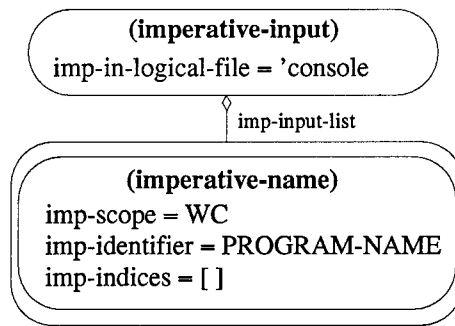 (imperative-input)
imp-in-logical-file = 'console
imp-input-list
(imperative-name)
imp-scope = WC
imp-identifier = PROGRAM-NAME
imp-indices = [ ]